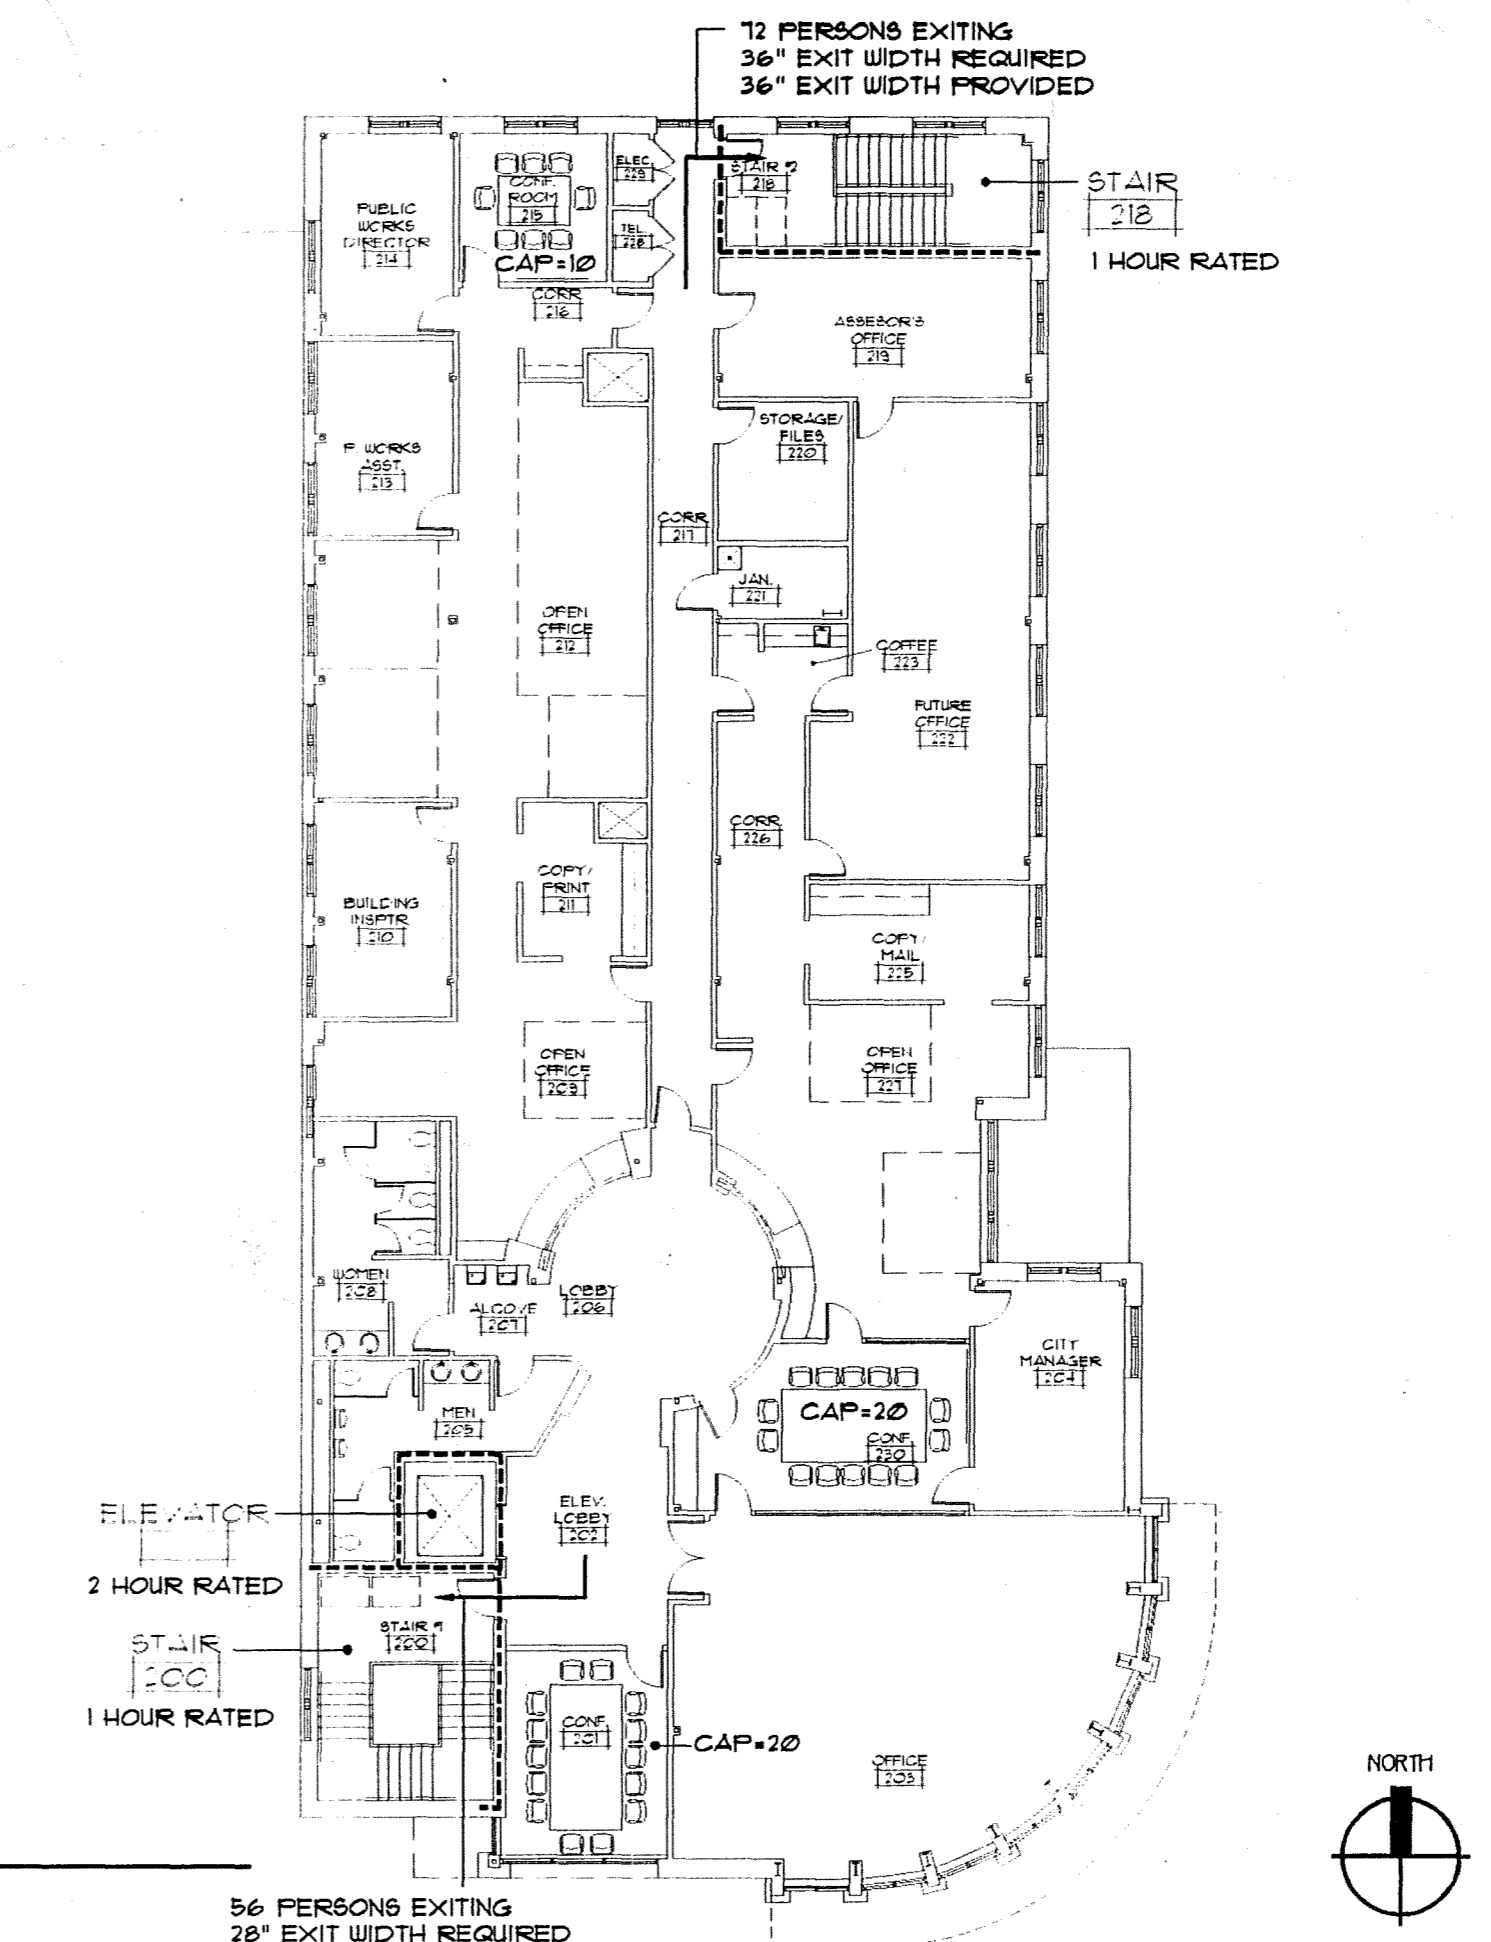 72 PERSONS EXITING
36" EXIT WIDTH REQUIRED
36" EXIT WIDTH PROVIDED
STAIR
218
1 HOUR RATED
STAIR #2
218
ELEC.
229
TEL.
228
CONF.
ROOM
215
CAP=10
PUBLIC
WORKS
DIRECTOR
214
CORR
216
ASSESOR'S
OFFICE
219
STORAGE/
FILES
220
P. WORKS
ASST.
213
CORR
217
JAN.
221
OPEN
OFFICE
212
COFFEE
223
FUTURE
OFFICE
222
CORR.
226
COPY/
PRINT
211
BUILDING
INSPTR
210
COPY/
MAIL
225
OPEN
OFFICE
209
OPEN
OFFICE
227
WOMEN
208
ALCOVE
207
LOBBY
206
CITY
MANAGER
204
CAP=20
CONF.
230
MEN
205
ELEVATOR
2 HOUR RATED
ELEV.
LOBBY
202
STAIR
200
1 HOUR RATED
STAIR #1
200
CONF.
201
CAP=20
OFFICE
203
NORTH
56 PERSONS EXITING
28" EXIT WIDTH REQUIRED